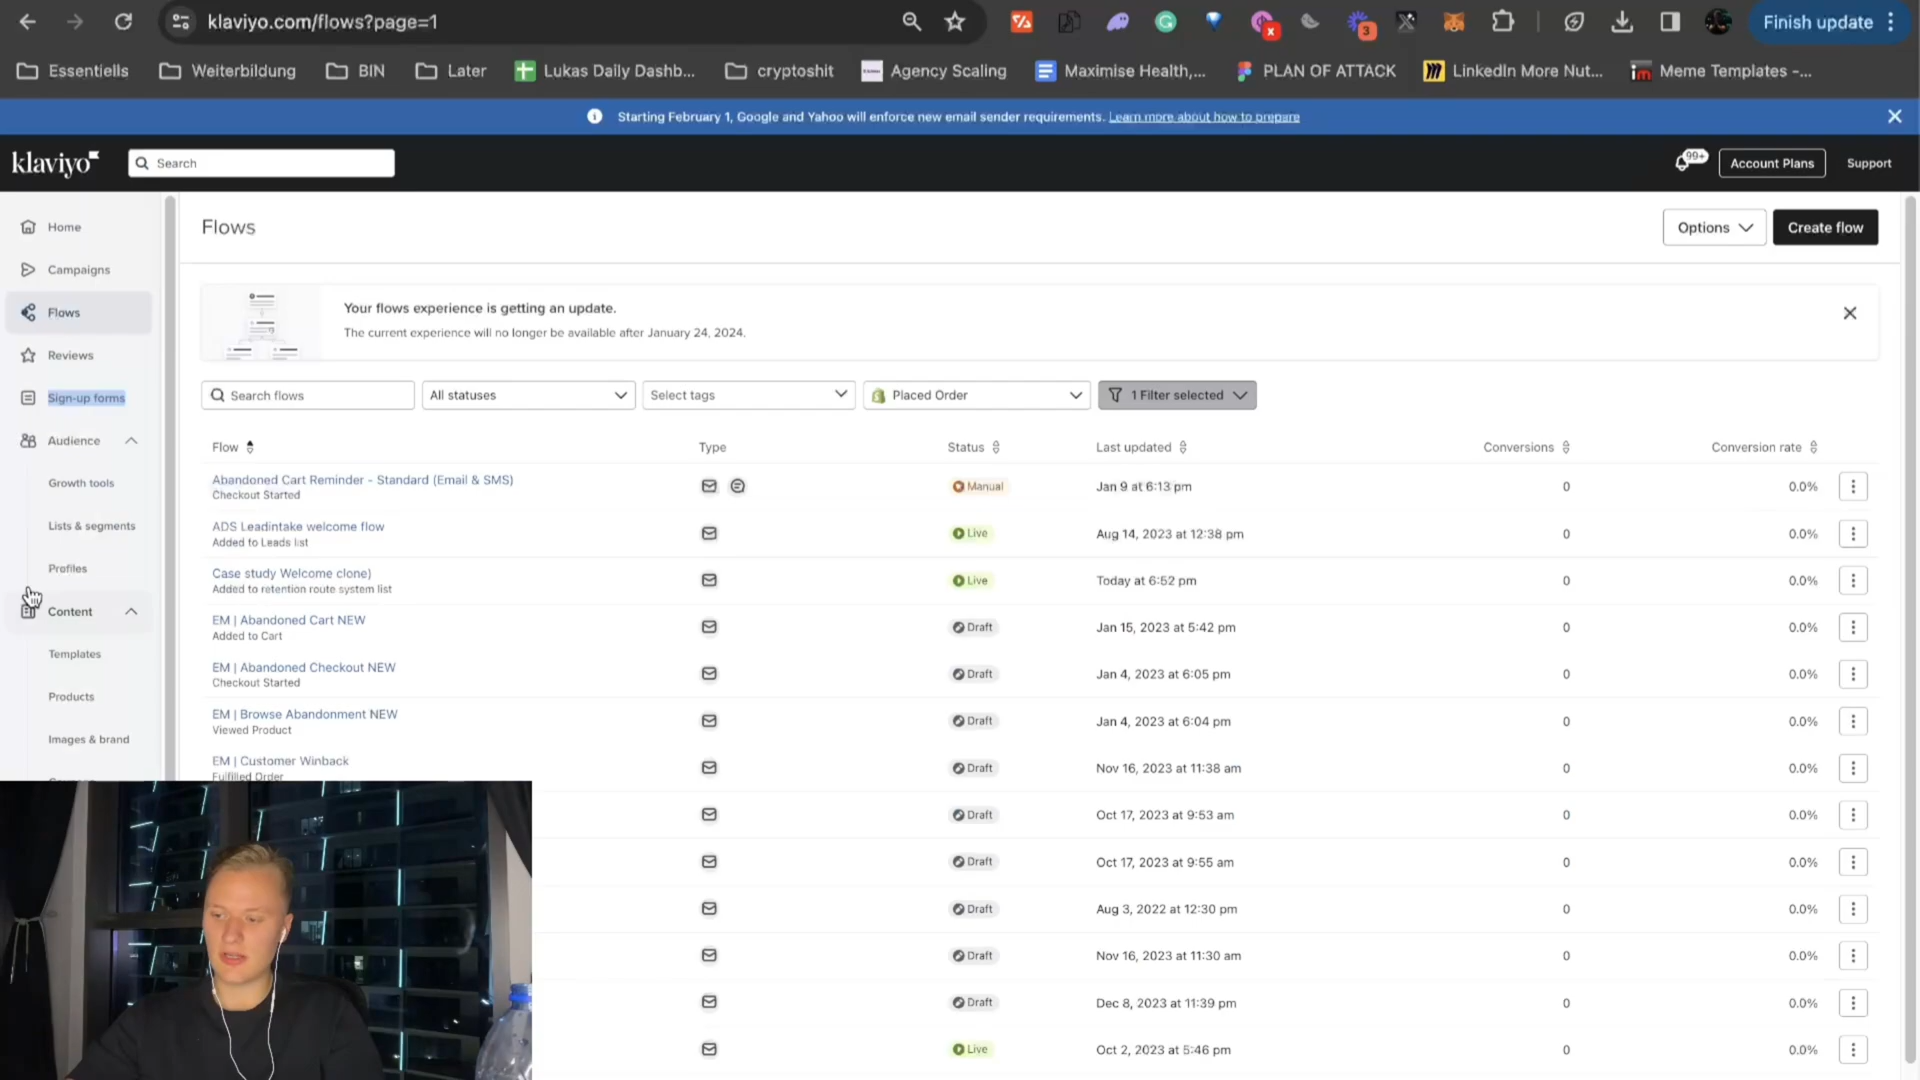 klaviyo.com/flows?page=1
3
Finish update
Essentiells
Weiterbildung
BIN
Later
Lukas Daily Dashb...
cryptoshit
Agency Scaling
Maximise Health,...
PLAN OF ATTACK
LinkedIn More Nut...
Meme Templates -...
Starting February 1, Google and Yahoo will enforce new email sender requirements. Learn more about how to prepare
klaviyo
Search
99+
Account Plans
Support
Home
Campaigns
Flows
Reviews
Sign-up forms
Audience
Growth tools
Lists & segments
Profiles
Content
Templates
Products
Images & brand
Flows
Options
Create flow
Your flows experience is getting an update.
The current experience will no longer be available after January 24, 2024.
Search flows
All statuses
Select tags
Placed Order
1 Filter selected
Flow Type Status Last updated Conversions Conversion rate
Abandoned Cart Reminder - Standard (Email & SMS)
Checkout Started
Manual Jan 9 at 6:13 pm 0 0.0%
ADS Leadintake welcome flow
Added to Leads list
Live Aug 14, 2023 at 12:38 pm 0 0.0%
Case study Welcome clone)
Added to retention route system list
Live Today at 6:52 pm 0 0.0%
EM | Abandoned Cart NEW
Added to Cart
Draft Jan 15, 2023 at 5:42 pm 0 0.0%
EM | Abandoned Checkout NEW
Checkout Started
Draft Jan 4, 2023 at 6:05 pm 0 0.0%
EM | Browse Abandonment NEW
Viewed Product
Draft Jan 4, 2023 at 6:04 pm 0 0.0%
EM | Customer Winback
Fulfilled Order
Draft Nov 16, 2023 at 11:38 am 0 0.0%
Draft Oct 17, 2023 at 9:53 am 0 0.0%
Draft Oct 17, 2023 at 9:55 am 0 0.0%
Draft Aug 3, 2022 at 12:30 pm 0 0.0%
Draft Nov 16, 2023 at 11:30 am 0 0.0%
Draft Dec 8, 2023 at 11:39 pm 0 0.0%
Live Oct 2, 2023 at 5:46 pm 0 0.0%